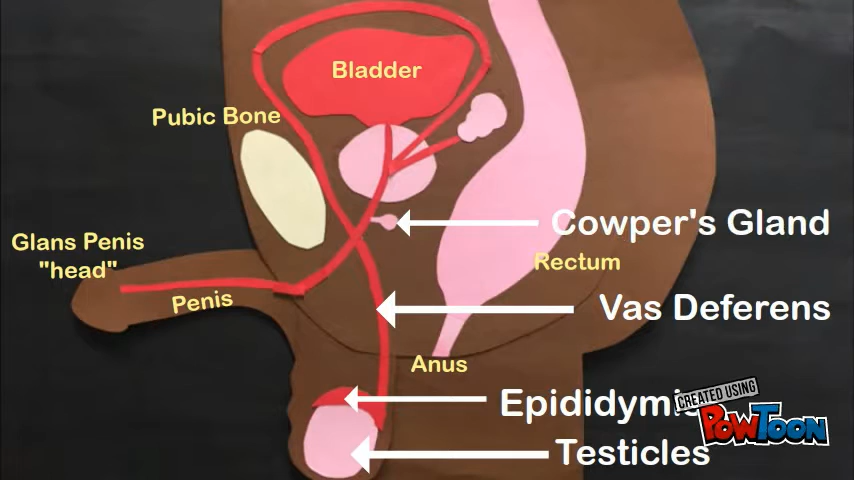 Bladder
Pubic Bone
Cowper's Gland
Glans Penis
"head"
Rectum
Penis
Vas Deferens
Anus
Epididymis
CREATED USING
POWTOON
Testicles